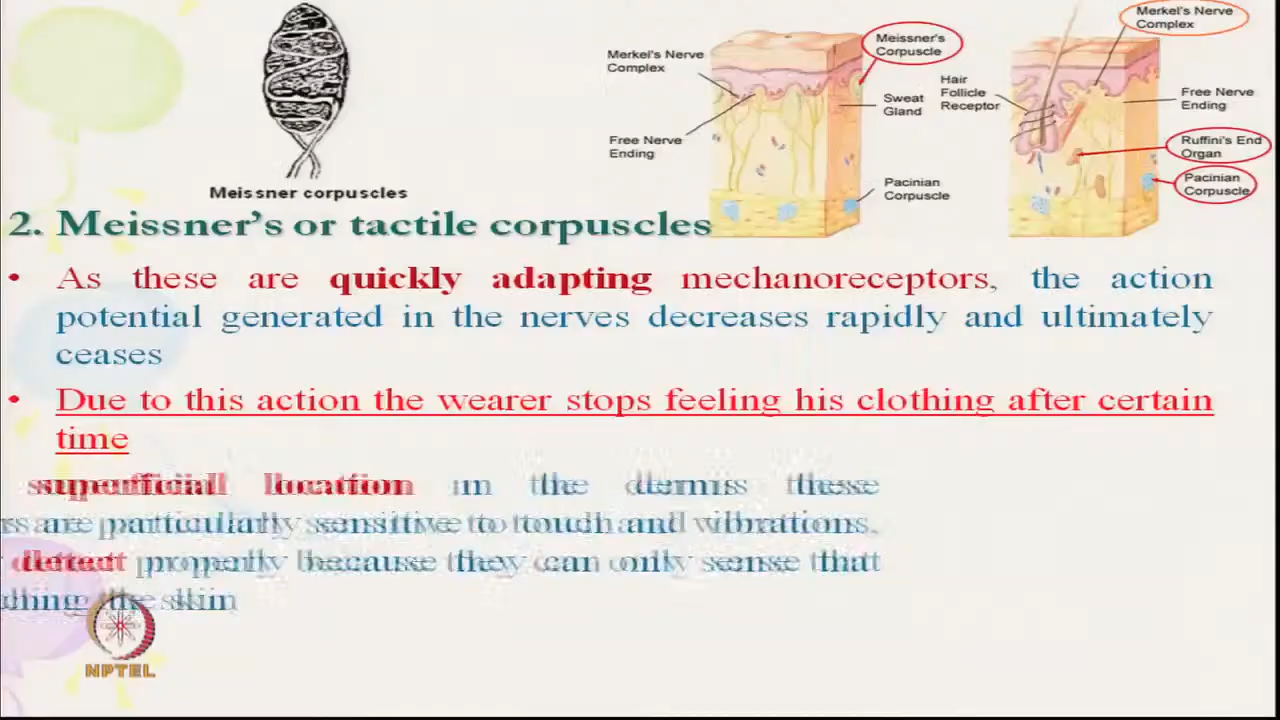 Merkel's Nerve
Complex
Meissner's
Corpuscle
Merkel's Nerve
Complex
Hair
Follicle
Receptor
Sweat
Gland
Free Nerve
Ending
Free Nerve
Ending
Ruffini's End
Organ
Pacinian
Corpuscle
Pacinian
Corpuscle
Meissner corpuscles
2. Meissner's or tactile corpuscles
• As these are quickly adapting mechanoreceptors, the action
potential generated in the nerves decreases rapidly and ultimately
ceases
• Due to this action the wearer stops feeling his clothing after certain
time
superficial location in the dermis these
are particularly sensitive to touch and vibrations,
detect properly because they can only sense that
the skin
NPTEL